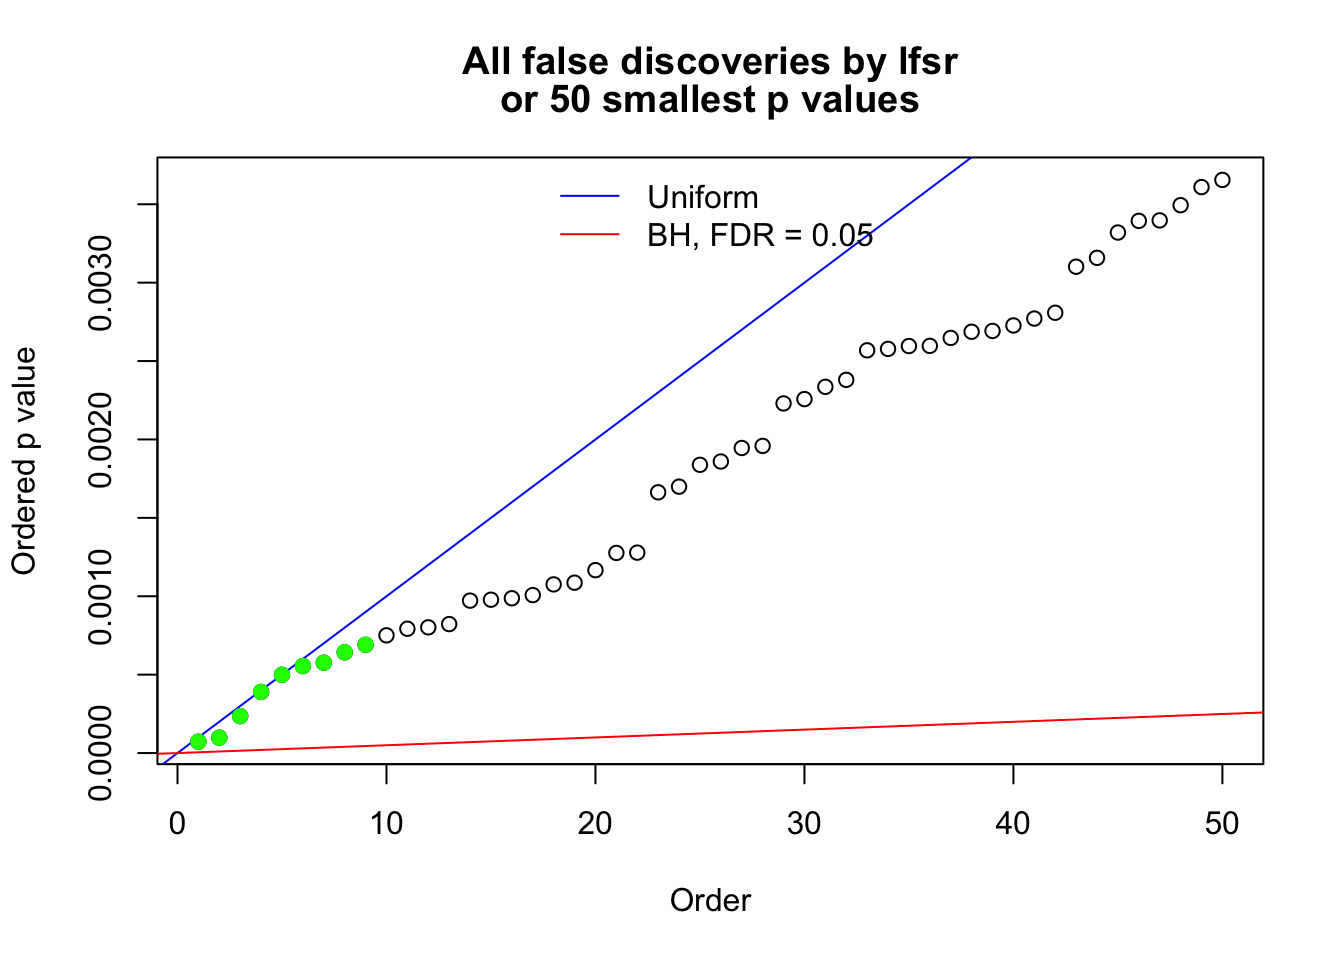 All false discoveries by lfsr
or 50 smallest p values
Uniform
BH, FDR = 0.05
Ordered p value
0.0030
0.0020
0.0010
0.0000
0 10 20 30 40 50
Order